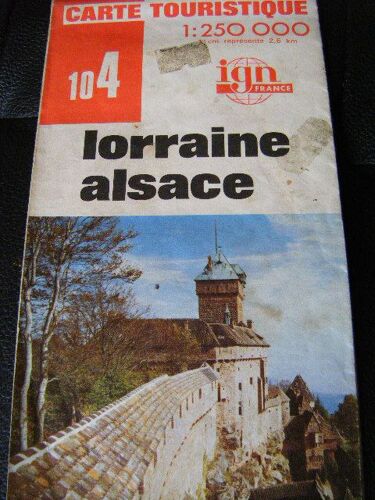 CARTE TOURISTIQUE
1:250 000
1 cm représente 2,5 km
104
ign
FRANCE
lorraine
alsace